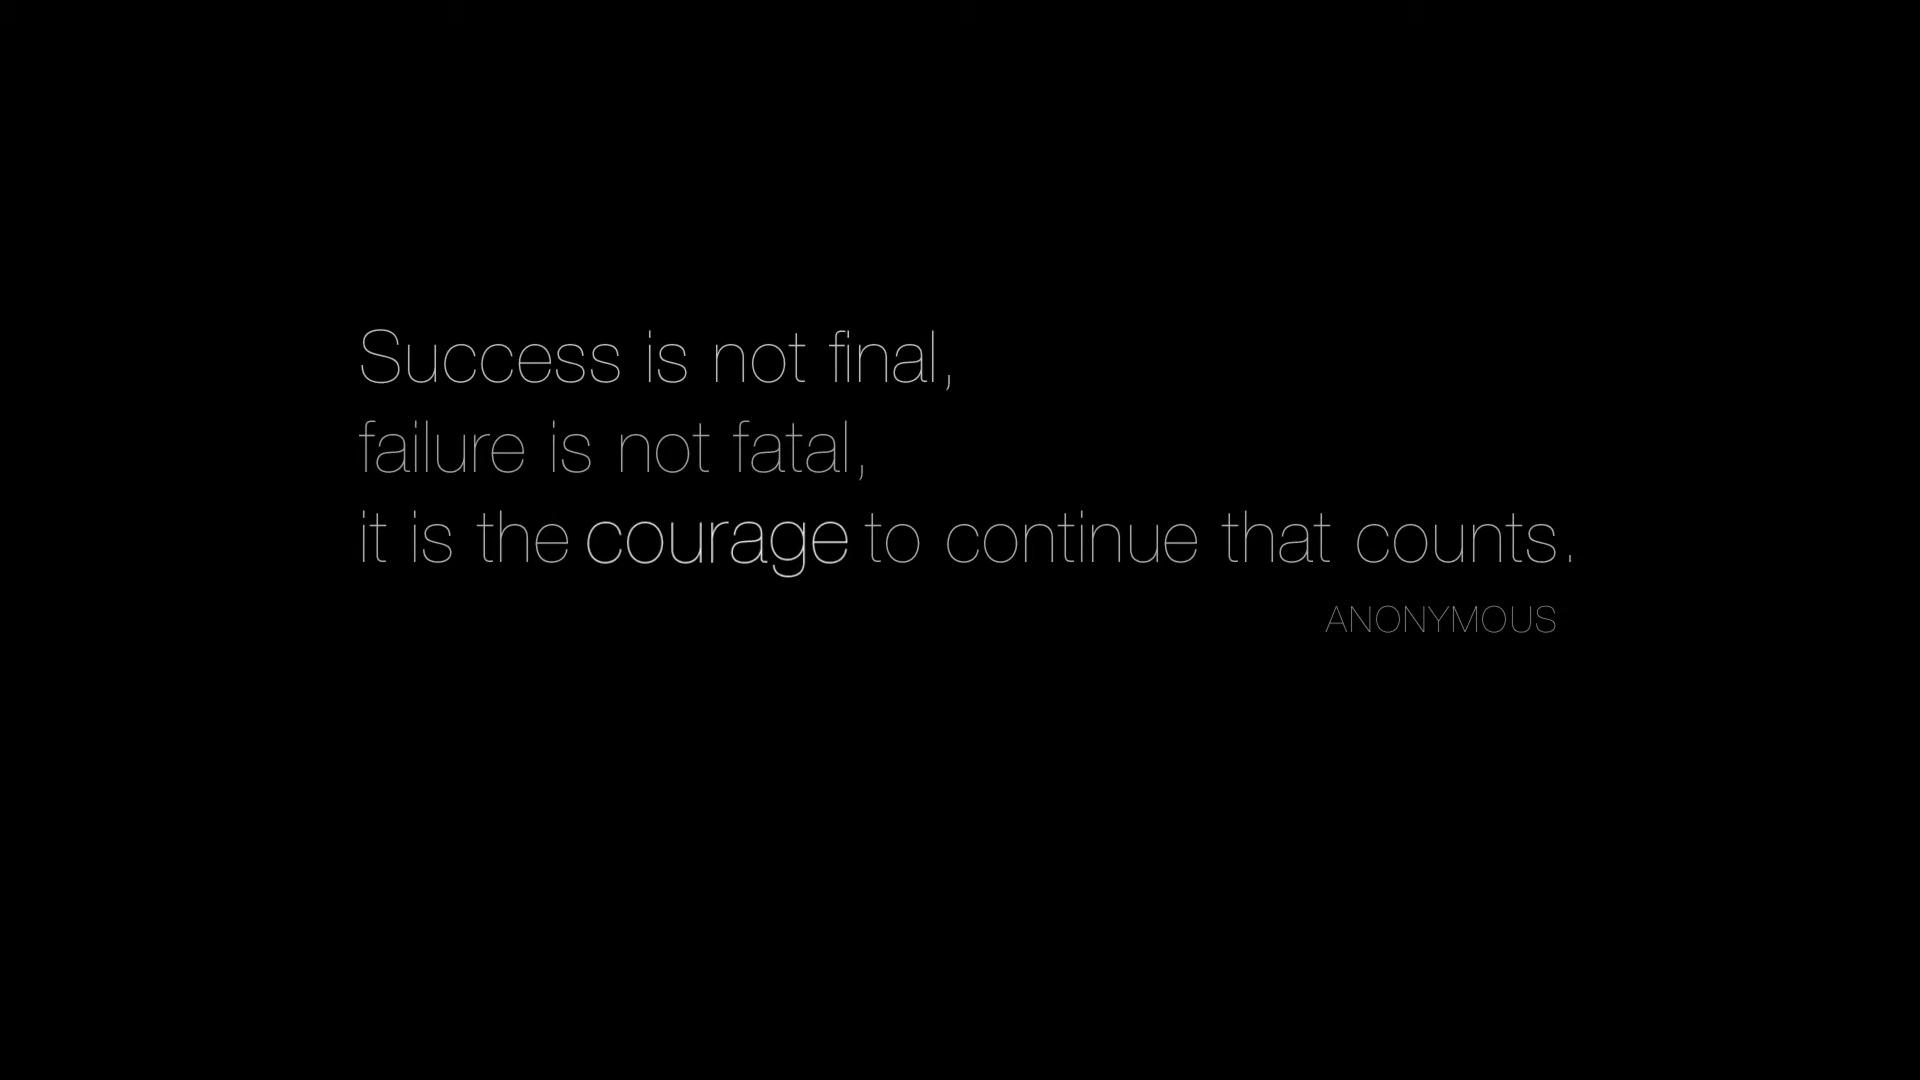 Success is not final,
failure is not fatal,
it is the courage to continue that counts.
ANONYMOUS